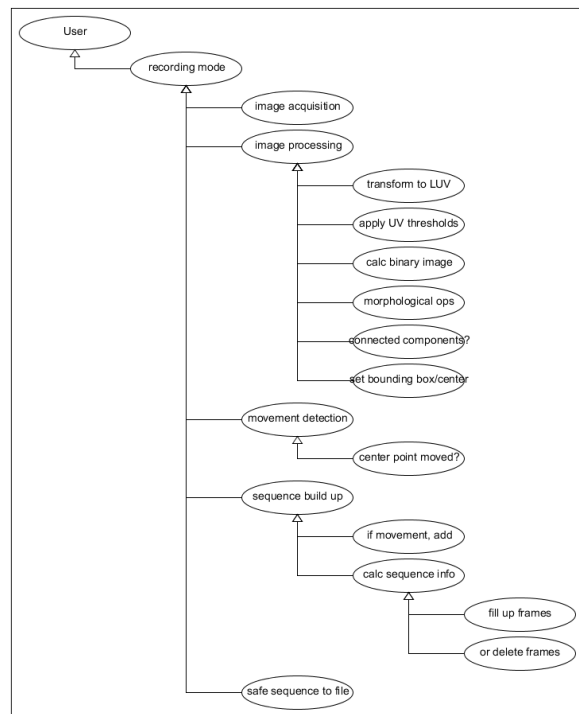 User
recording mode
image acquisition
image processing
transform to LUV
apply UV thresholds
calc binary image
morphological ops
connected components?
set bounding box/center
movement detection
center point moved?
sequence build up
if movement, add
calc sequence info
fill up frames
or delete frames
safe sequence to file